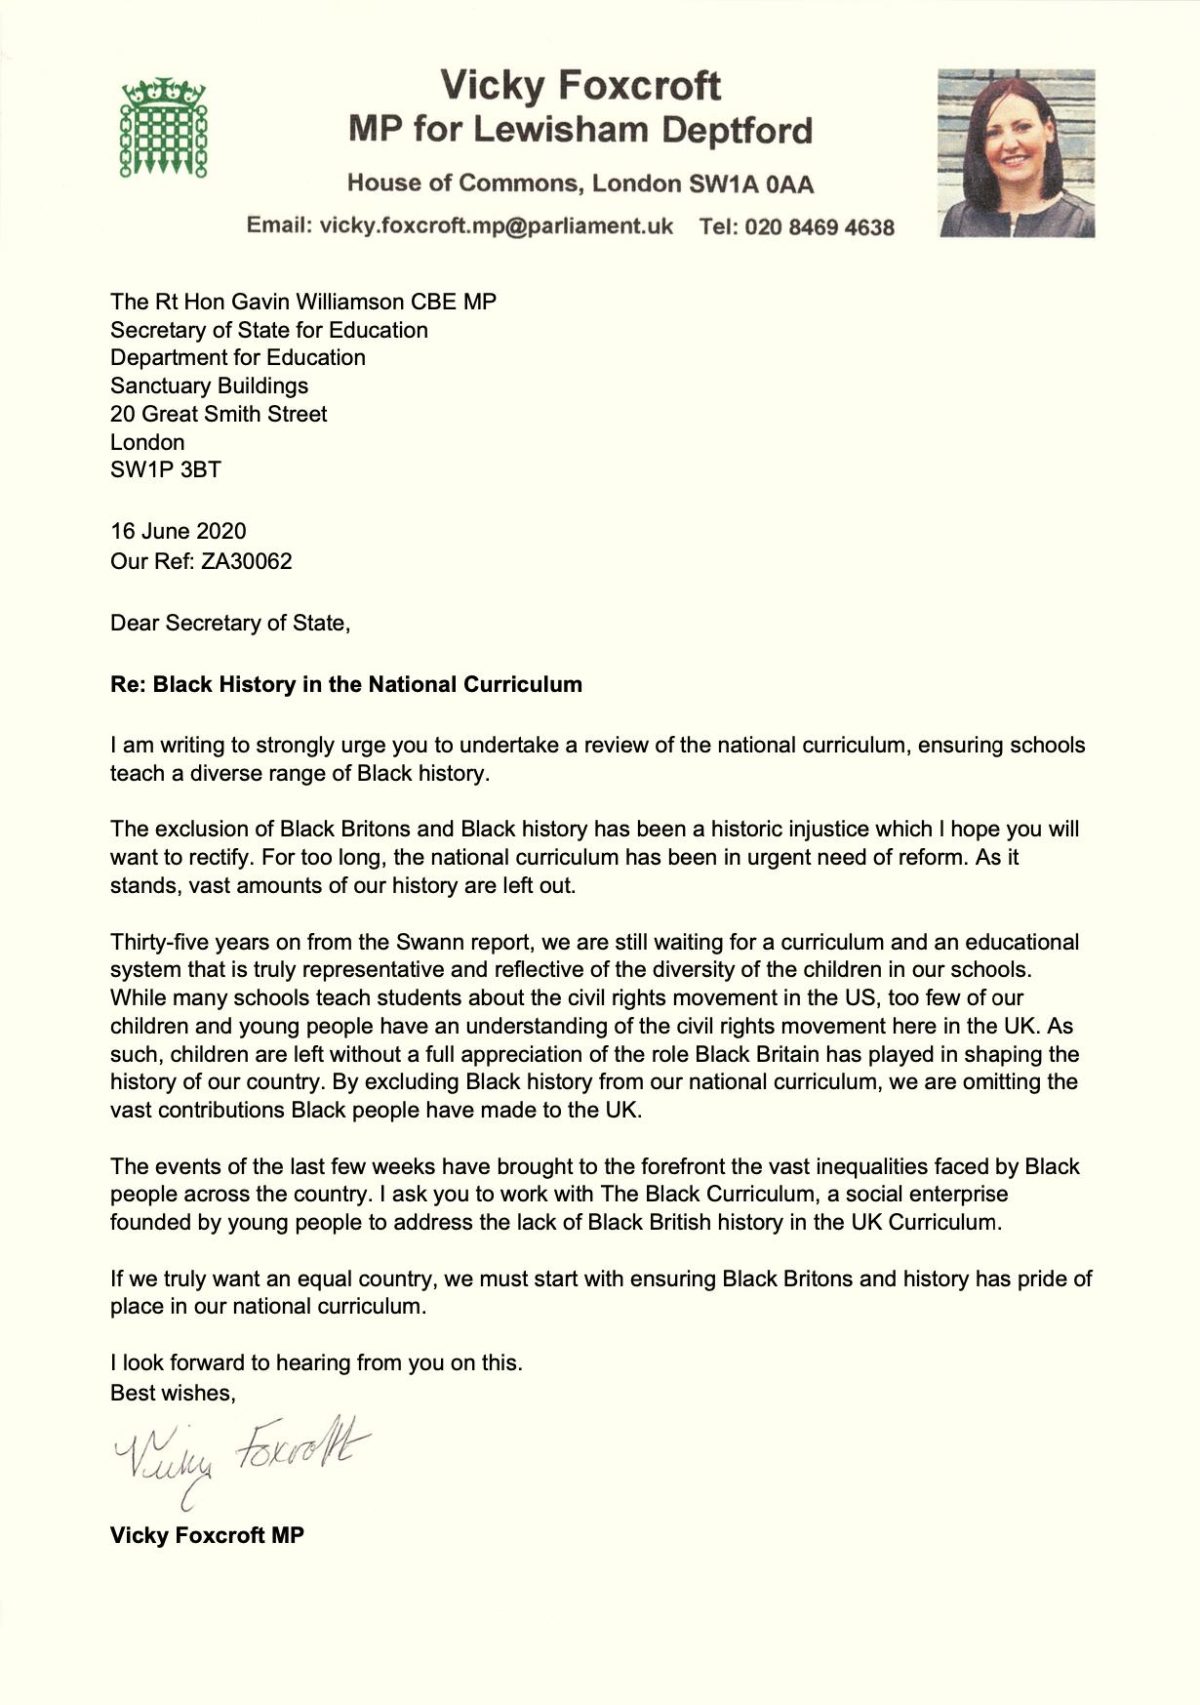 Vicky Foxcroft
MP for Lewisham Deptford
House of Commons, London SW1A 0AA
Email: vicky.foxcroft.mp@parliament.uk Tel: 020 8469 4638
The Rt Hon Gavin Williamson CBE MP
Secretary of State for Education
Department for Education
Sanctuary Buildings
20 Great Smith Street
London
SW1P 3BT
16 June 2020
Our Ref: ZA30062
Dear Secretary of State,
Re: Black History in the National Curriculum
I am writing to strongly urge you to undertake a review of the national curriculum, ensuring schools
teach a diverse range of Black history.
The exclusion of Black Britons and Black history has been a historic injustice which I hope you will
want to rectify. For too long, the national curriculum has been in urgent need of reform. As it
stands, vast amounts of our history are left out.
Thirty-five years on from the Swann report, we are still waiting for a curriculum and an educational
system that is truly representative and reflective of the diversity of the children in our schools.
While many schools teach students about the civil rights movement in the US, too few of our
children and young people have an understanding of the civil rights movement here in the UK. As
such, children are left without a full appreciation of the role Black Britain has played in shaping the
history of our country. By excluding Black history from our national curriculum, we are omitting the
vast contributions Black people have made to the UK.
The events of the last few weeks have brought to the forefront the vast inequalities faced by Black
people across the country. I ask you to work with The Black Curriculum, a social enterprise
founded by young people to address the lack of Black British history in the UK Curriculum.
If we truly want an equal country, we must start with ensuring Black Britons and history has pride of
place in our national curriculum.
I look forward to hearing from you on this.
Best wishes,
Vicky Foxcroft
Vicky Foxcroft MP